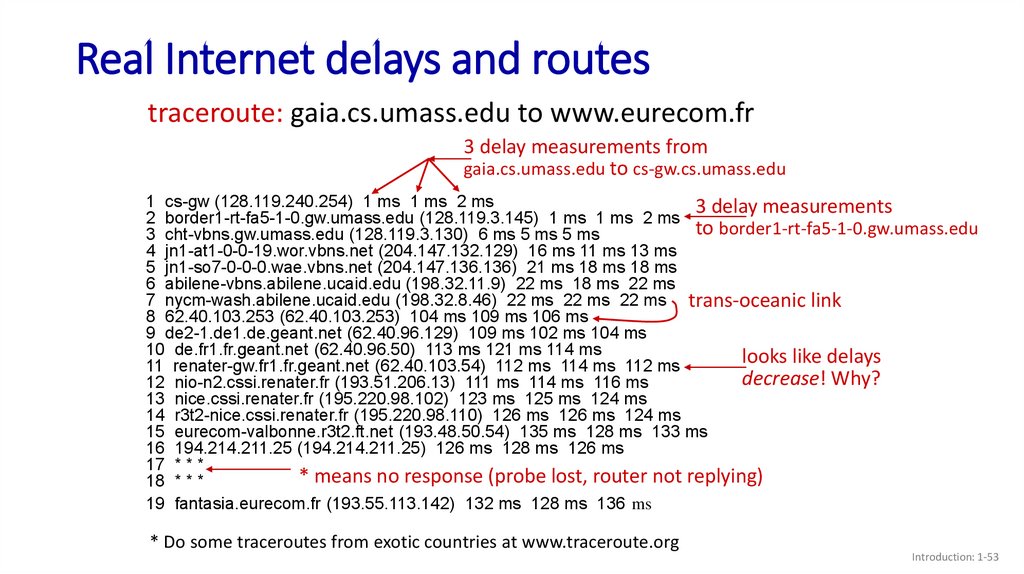 Real Internet delays and routes
traceroute: gaia.cs.umass.edu to www.eurecom.fr
3 delay measurements from
gaia.cs.umass.edu to cs-gw.cs.umass.edu
1 cs-gw (128.119.240.254) 1 ms 1 ms 2 ms
2 border1-rt-fa5-1-0.gw.umass.edu (128.119.3.145) 1 ms 1 ms 2 ms
3 cht-vbns.gw.umass.edu (128.119.3.130) 6 ms 5 ms 5 ms
4 jn1-at1-0-0-19.wor.vbns.net (204.147.132.129) 16 ms 11 ms 13 ms
5 jn1-so7-0-0-0.wae.vbns.net (204.147.136.136) 21 ms 18 ms 18 ms
6 abilene-vbns.abilene.ucaid.edu (198.32.11.9) 22 ms 18 ms 22 ms
7 nycm-wash.abilene.ucaid.edu (198.32.8.46) 22 ms 22 ms 22 ms
8 62.40.103.253 (62.40.103.253) 104 ms 109 ms 106 ms
9 de2-1.de1.de.geant.net (62.40.96.129) 109 ms 102 ms 104 ms
10 de.fr1.fr.geant.net (62.40.96.50) 113 ms 121 ms 114 ms
11 renater-gw.fr1.fr.geant.net (62.40.103.54) 112 ms 114 ms 112 ms
12 nio-n2.cssi.renater.fr (193.51.206.13) 111 ms 114 ms 116 ms
13 nice.cssi.renater.fr (195.220.98.102) 123 ms 125 ms 124 ms
14 r3t2-nice.cssi.renater.fr (195.220.98.110) 126 ms 126 ms 124 ms
15 eurecom-valbonne.r3t2.ft.net (193.48.50.54) 135 ms 128 ms 133 ms
16 194.214.211.25 (194.214.211.25) 126 ms 128 ms 126 ms
17 * * *
18 * * *
19 fantasia.eurecom.fr (193.55.113.142) 132 ms 128 ms 136 ms
3 delay measurements
to border1-rt-fa5-1-0.gw.umass.edu
trans-oceanic link
looks like delays
decrease! Why?
* means no response (probe lost, router not replying)
* Do some traceroutes from exotic countries at www.traceroute.org
Introduction: 1-53